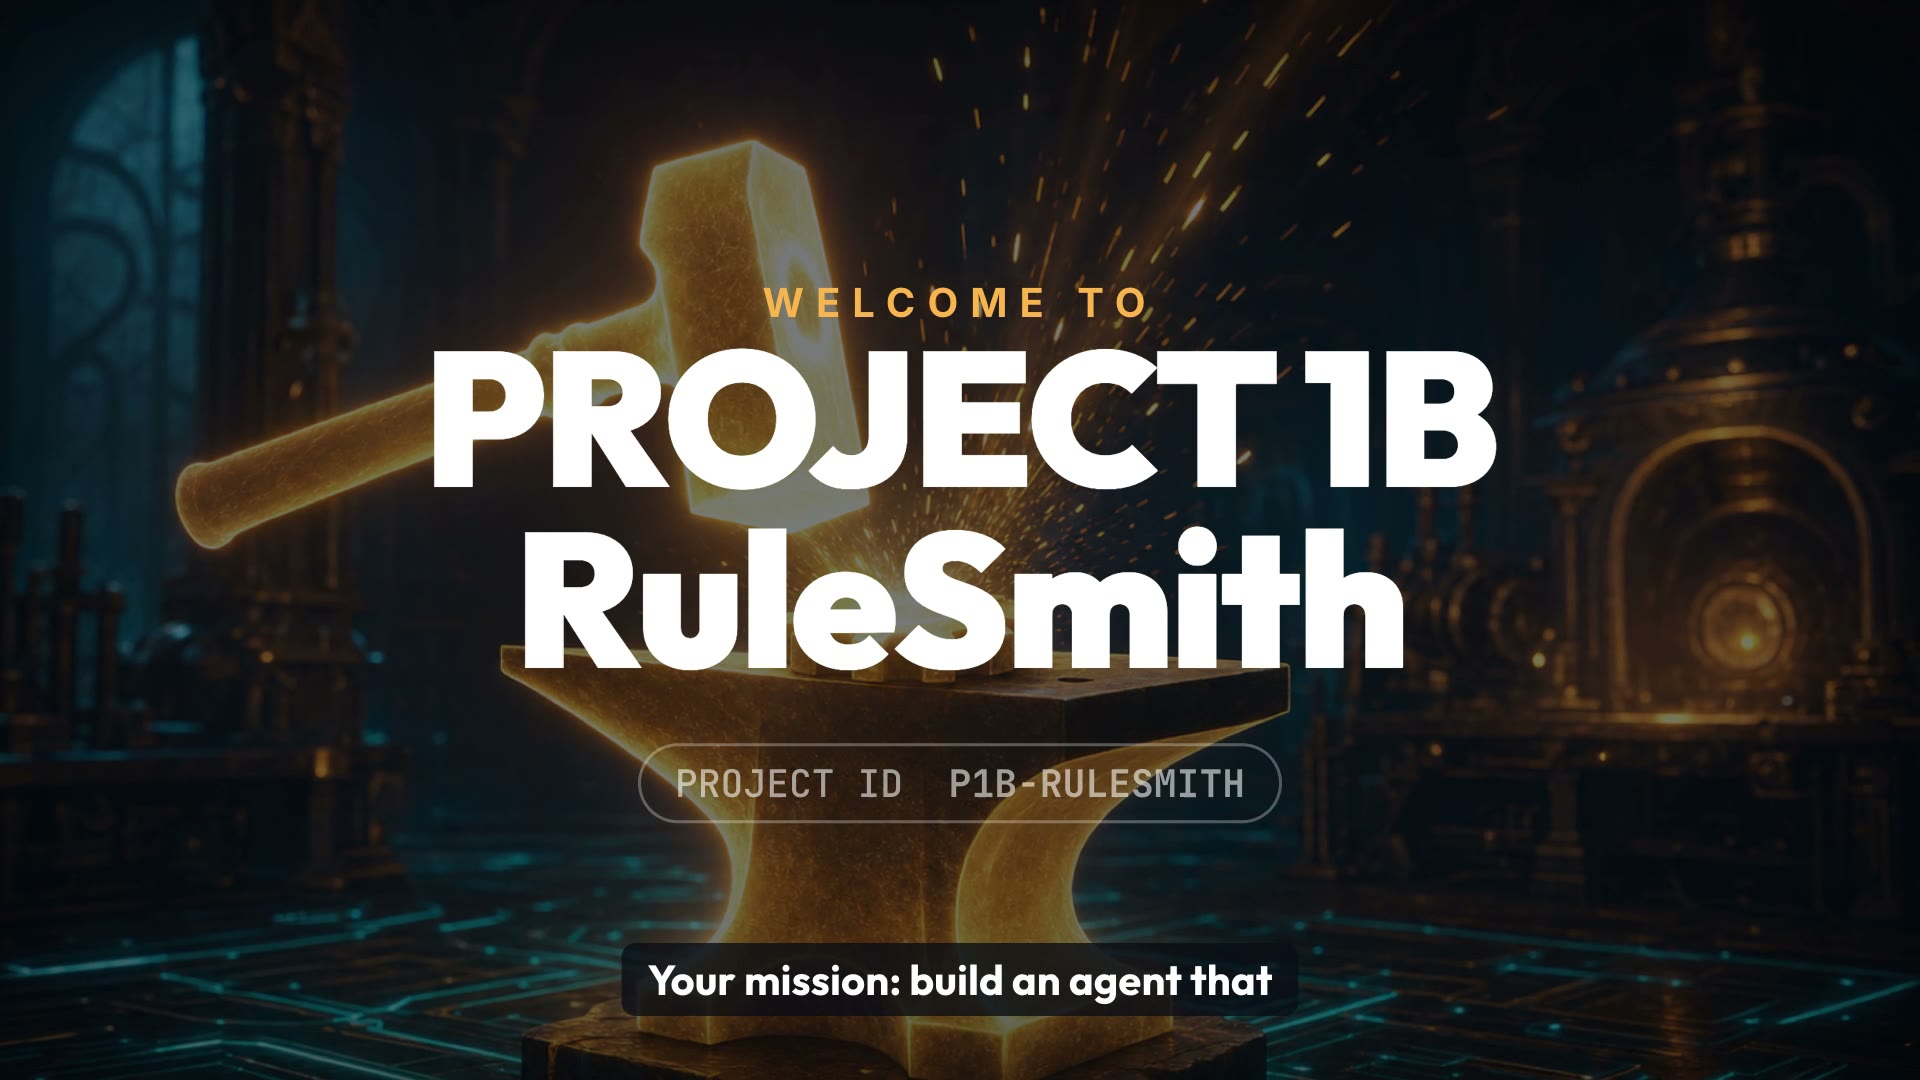 WELCOME TO
PROJECT 1B
RuleSmith
PROJECT ID P1B-RULESMITH
Your mission: build an agent that